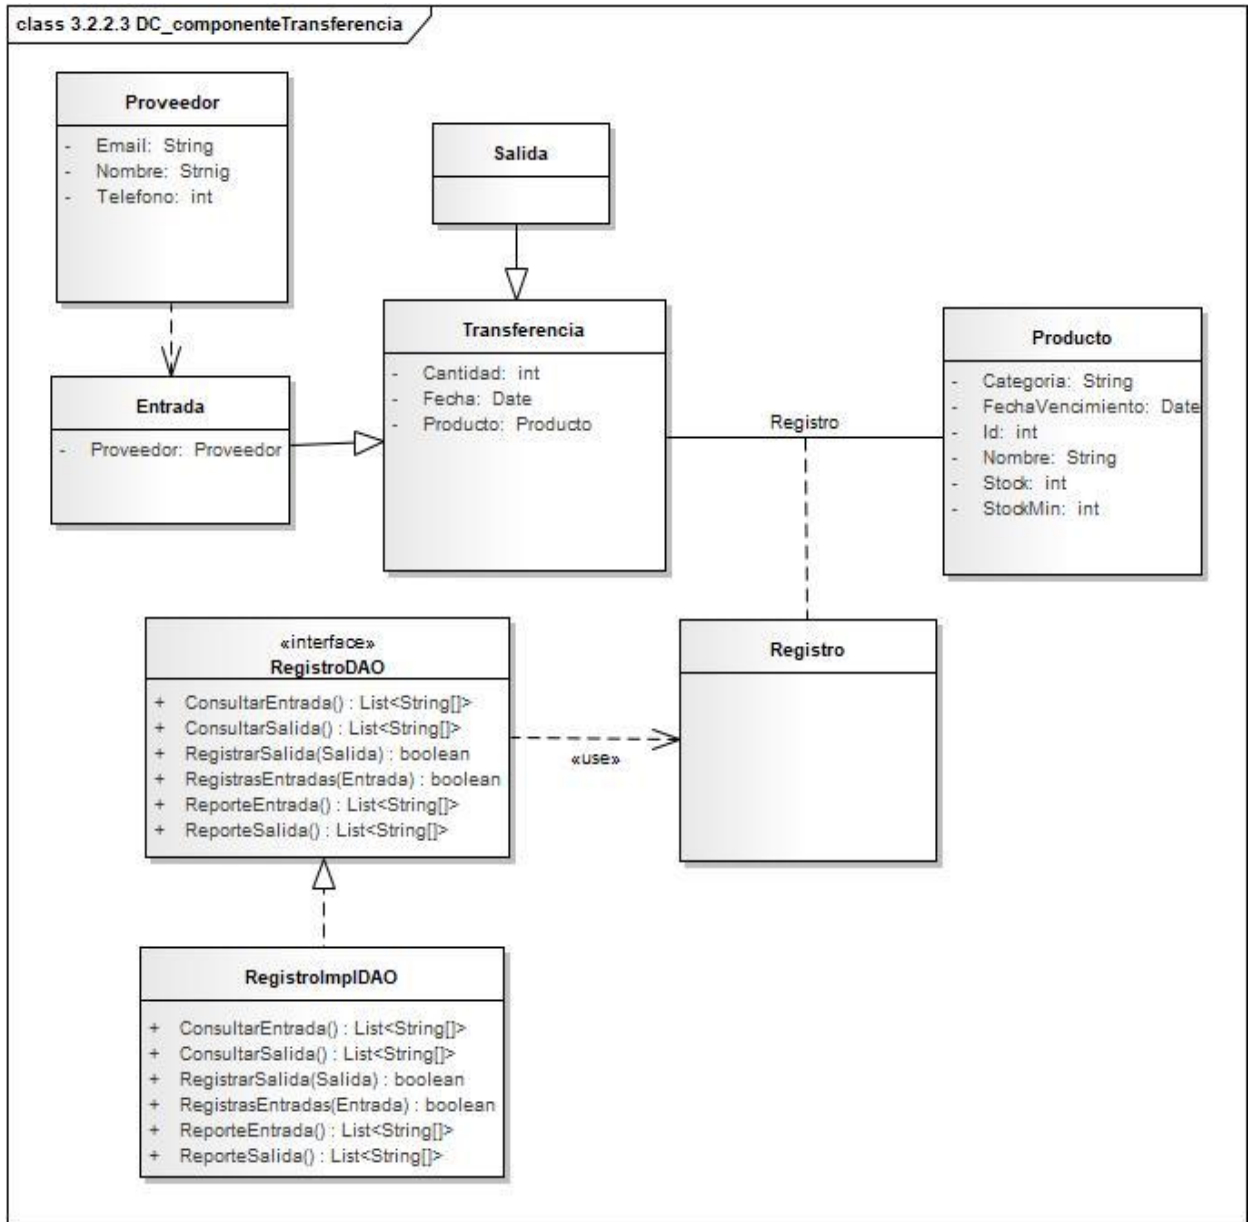 class 3.2.2.3 DC_componenteTransferencia
Proveedor
- Email: String
- Nombre: Strnig
- Telefono: int
Salida
Entrada
- Proveedor: Proveedor
Transferencia
- Cantidad: int
- Fecha: Date
- Producto: Producto
Registro
Producto
- Categoria: String
- FechaVencimiento: Date
- Id: int
- Nombre: String
- Stock: int
- StockMin: int
«interface»
RegistroDAO
+ ConsultarEntrada() : List<String[]>
+ ConsultarSalida() : List<String[]>
+ RegistrarSalida(Salida) : boolean
+ RegistrasEntradas(Entrada) : boolean
+ ReporteEntrada() : List<String[]>
+ ReporteSalida() : List<String[]>
«use»
Registro
RegistroImplDAO
+ ConsultarEntrada() : List<String[]>
+ ConsultarSalida() : List<String[]>
+ RegistrarSalida(Salida) : boolean
+ RegistrasEntradas(Entrada) : boolean
+ ReporteEntrada() : List<String[]>
+ ReporteSalida() : List<String[]>